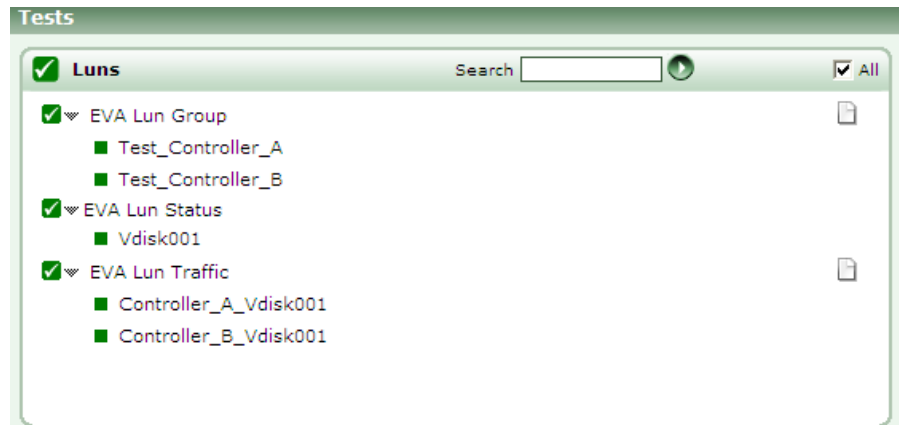 Tests
Luns Search All
EVA Lun Group
Test_Controller_A
Test_Controller_B
EVA Lun Status
Vdisk001
EVA Lun Traffic
Controller_A_Vdisk001
Controller_B_Vdisk001